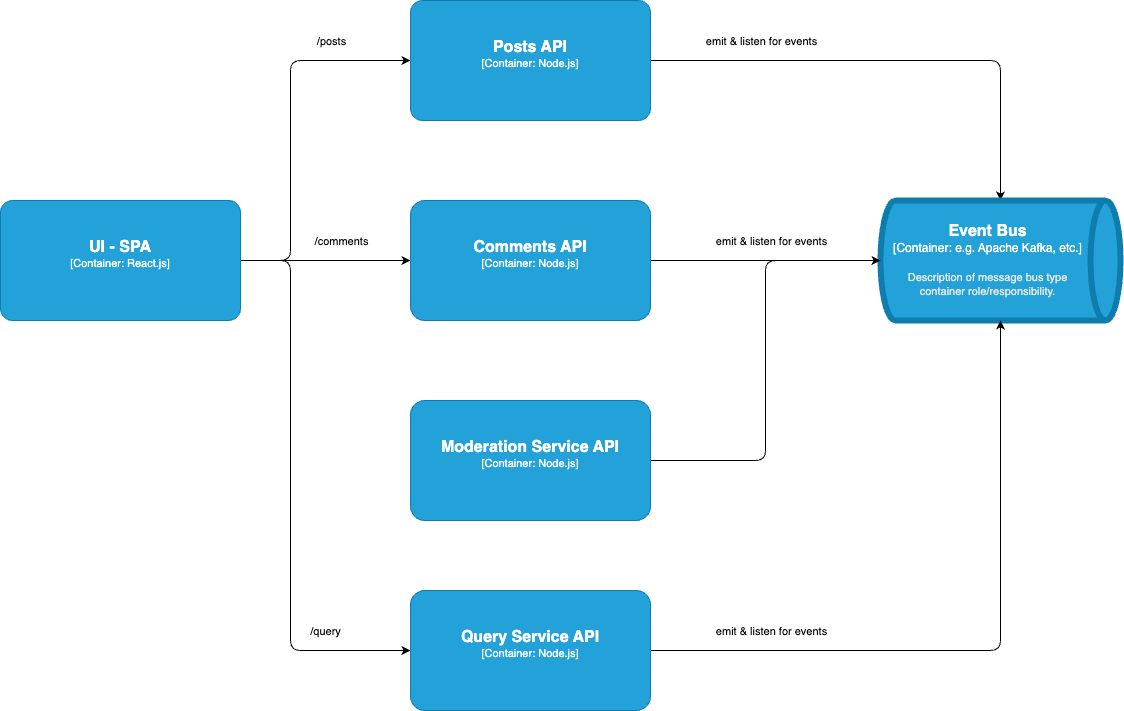 /posts
Posts API
[Container: Node.js]
emit & listen for events
UI - SPA
[Container: React.js]
/comments
Comments API
[Container: Node.js]
emit & listen for events
Event Bus
[Container: e.g. Apache Kafka, etc.]
Description of message bus type
container role/responsibility.
Moderation Service API
[Container: Node.js]
/query
Query Service API
[Container: Node.js]
emit & listen for events